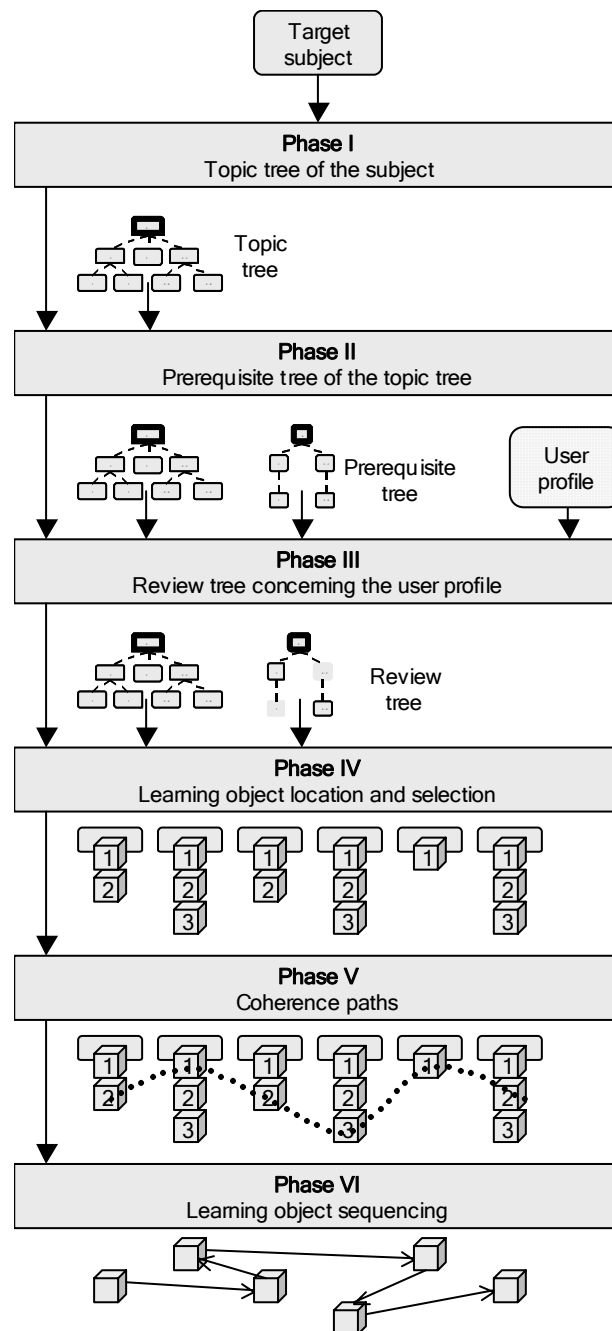 Target
subject
Phase I
Topic tree of the subject
Topic
tree
Phase II
Prerequisite tree of the topic tree
Prerequisite
tree
User
profile
Phase III
Review tree concerning the user profile
Review
tree
Phase IV
Learning object location and selection
1 1 1 1 1 1
2 2 2 2 2
3 3 3
Phase V
Coherence paths
1 1 1 1 1 1
2 2 2 2 2
3 3 3
Phase VI
Learning object sequencing